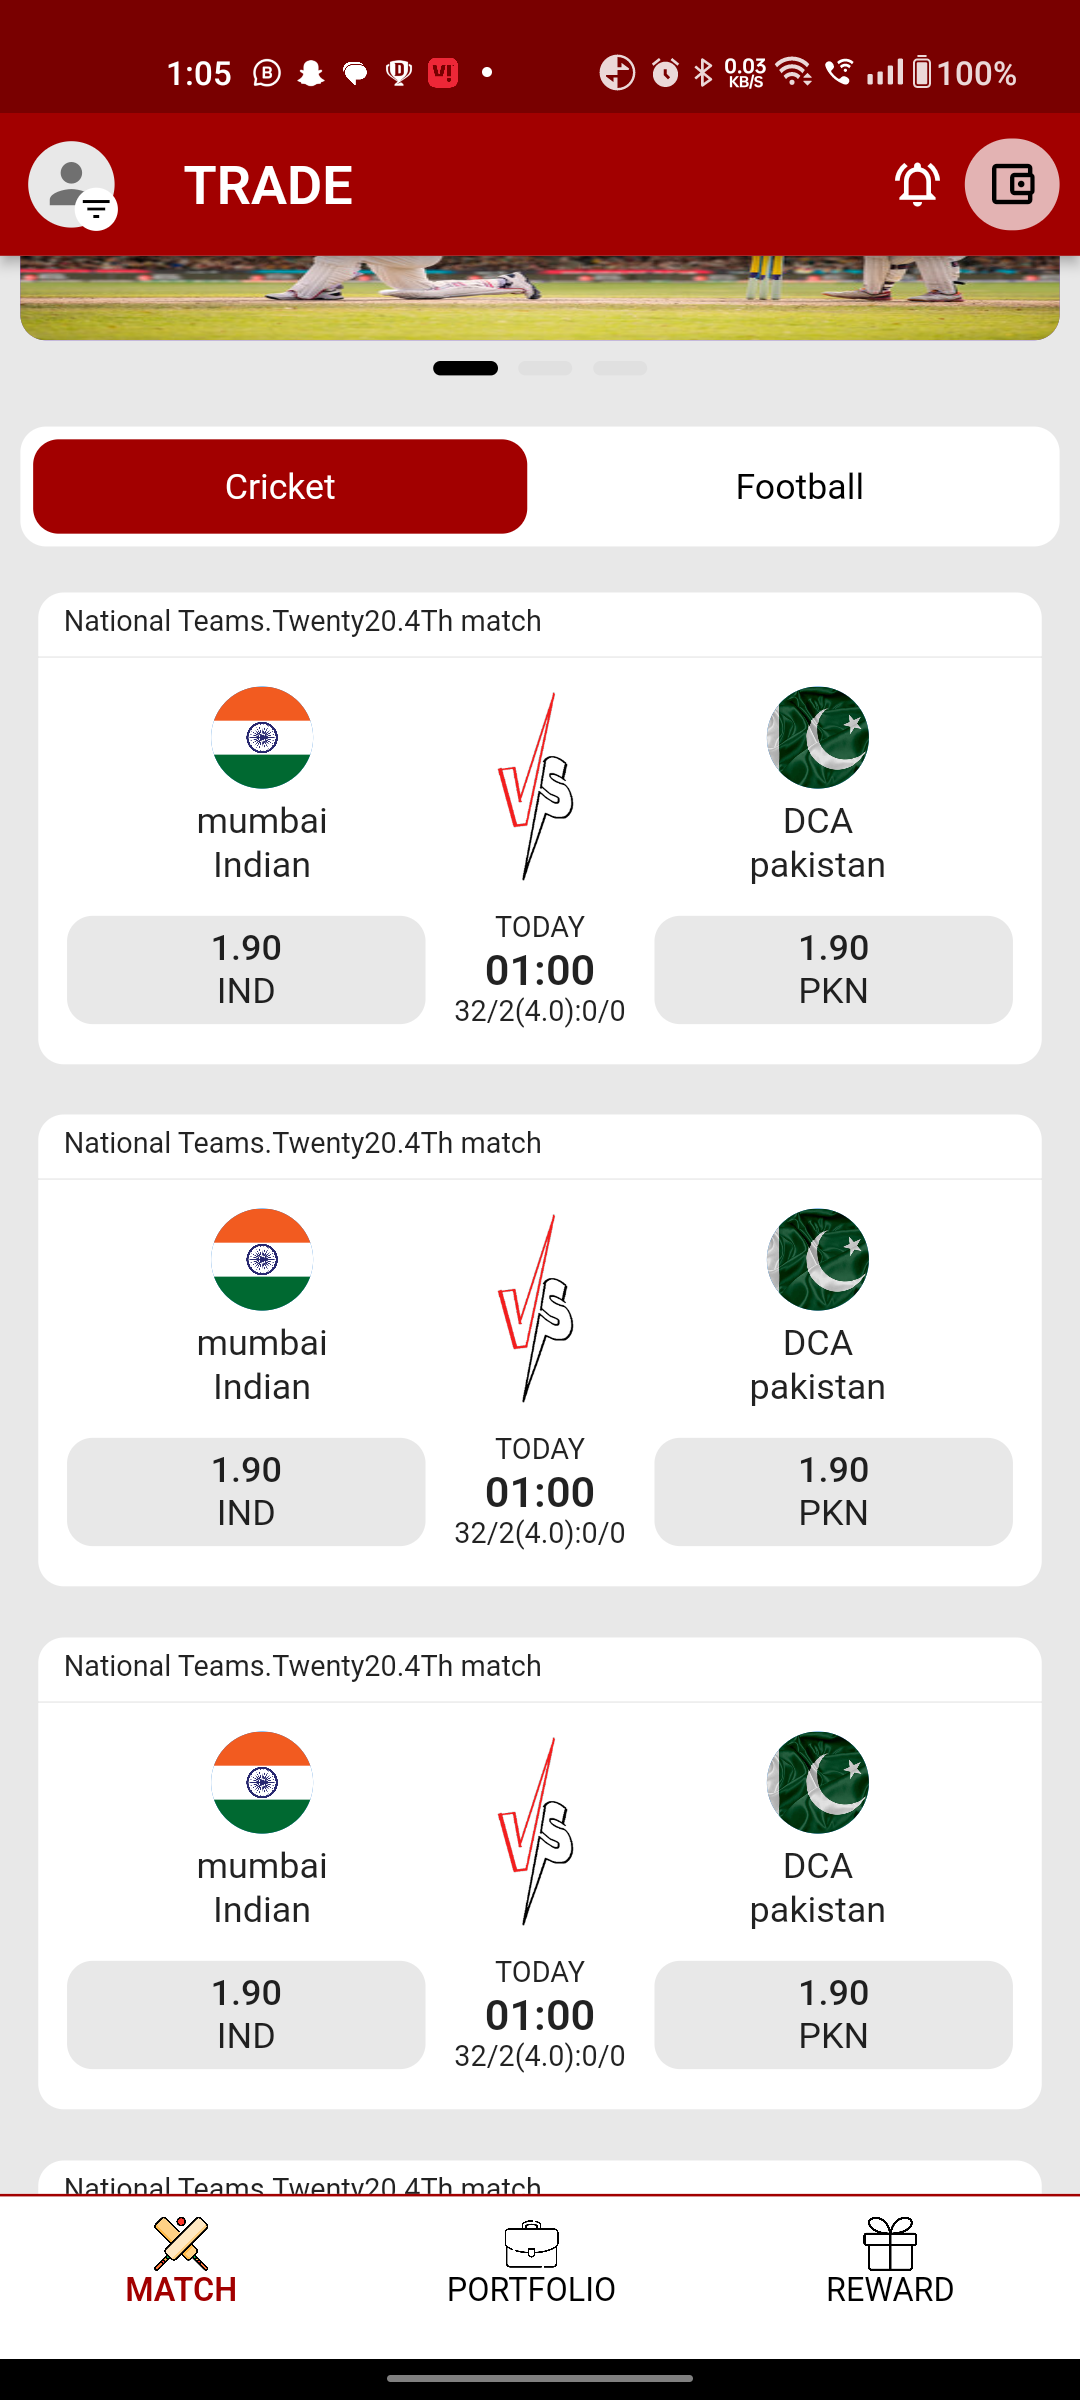 1:05
0.03
KB/S
100%
TRADE
Cricket
Football
National Teams.Twenty20.4Th match
VS
mumbai
Indian
DCA
pakistan
1.90
IND
TODAY
01:00
32/2(4.0):0/0
1.90
PKN
National Teams.Twenty20.4Th match
VS
mumbai
Indian
DCA
pakistan
1.90
IND
TODAY
01:00
32/2(4.0):0/0
1.90
PKN
National Teams.Twenty20.4Th match
VS
mumbai
Indian
DCA
pakistan
1.90
IND
TODAY
01:00
32/2(4.0):0/0
1.90
PKN
National Teams.Twenty20.4Th match
MATCH
PORTFOLIO
REWARD